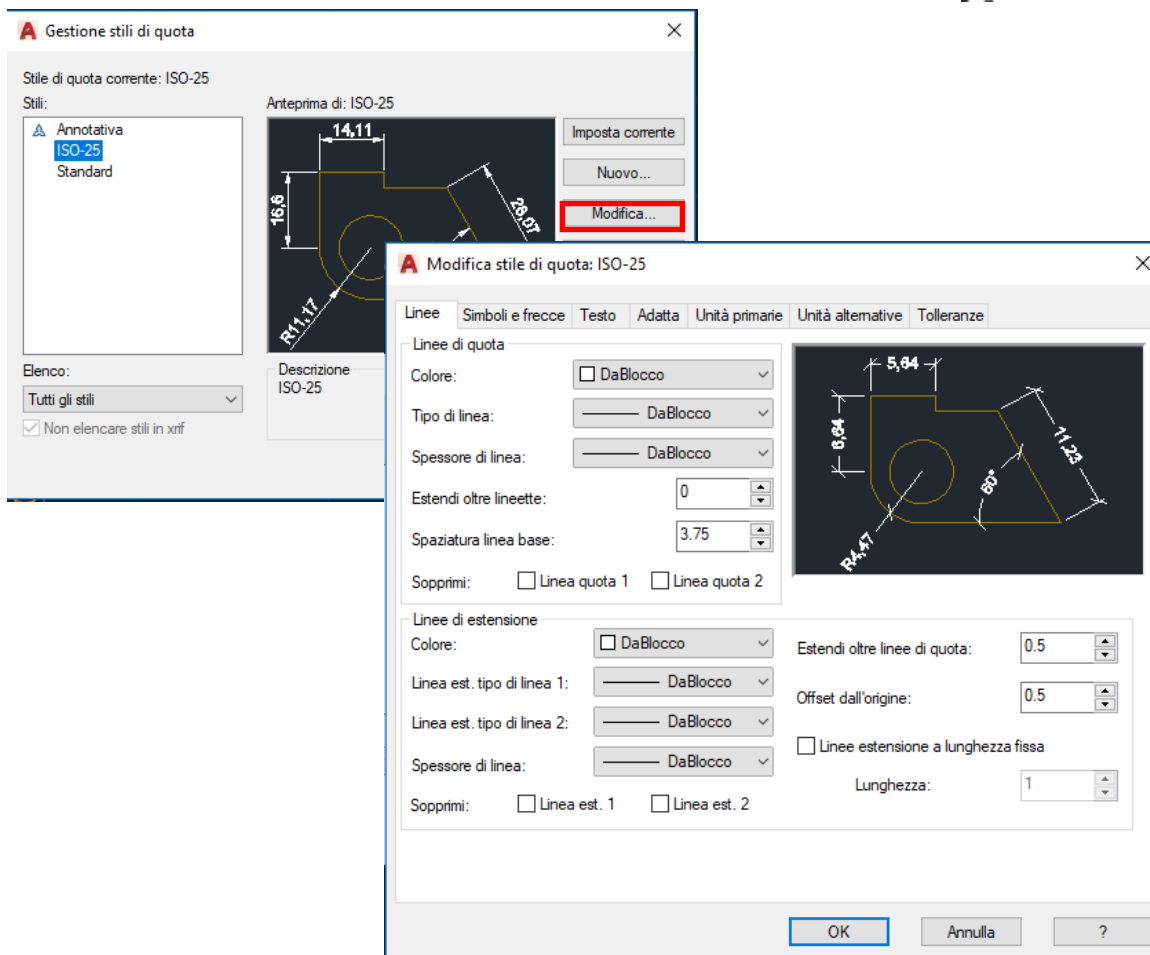 Gestione stili di quota
Stile di quota corrente: ISO-25
Stili:
Annotativa
ISO-25
Standard
Anteprima di: ISO-25
14,11
16,6
26,07
R11,17
Imposta corrente
Nuovo...
Modifica...
Elenco:
Tutti gli stili
Non elencare stili in xrif
Descrizione
ISO-25
Modifica stile di quota: ISO-25
Linee Simboli e frecce Testo Adatta Unità primarie Unità alternative Tolleranze
Linee di quota
Colore: DaBlocco
Tipo di linea: DaBlocco
Spessore di linea: DaBlocco
Estendi oltre lineette: 0
Spaziatura linea base: 3.75
Sopprimi: Linea quota 1 Linea quota 2
5,64
6,64
11,23
60°
R4,47
Linee di estensione
Colore: DaBlocco
Linea est. tipo di linea 1: DaBlocco
Linea est. tipo di linea 2: DaBlocco
Spessore di linea: DaBlocco
Sopprimi: Linea est. 1 Linea est. 2
Estendi oltre linee di quota: 0.5
Offset dall'origine: 0.5
Linee estensione a lunghezza fissa
Lunghezza: 1
OK Annulla ?